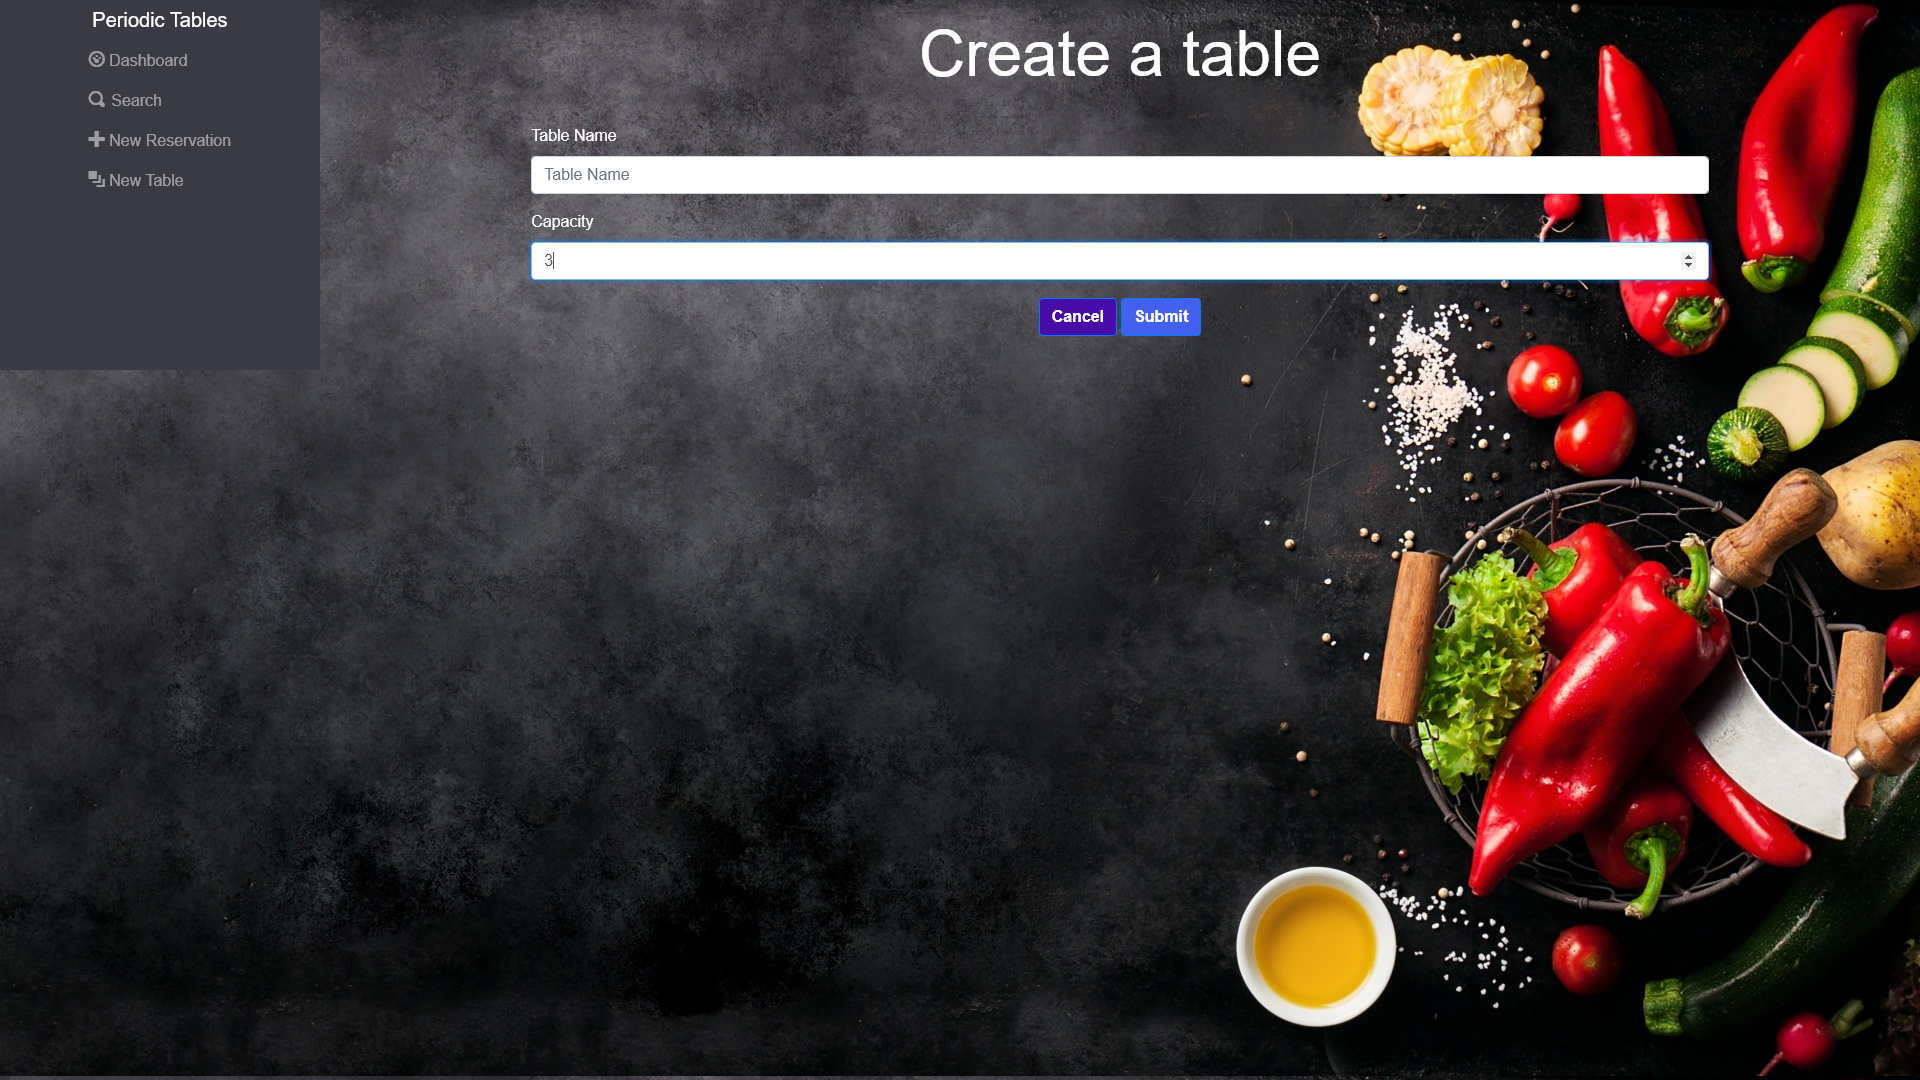 Periodic Tables
Dashboard
Search
New Reservation
New Table
Create a table
Table Name
Table Name
Capacity
3
Cancel Submit